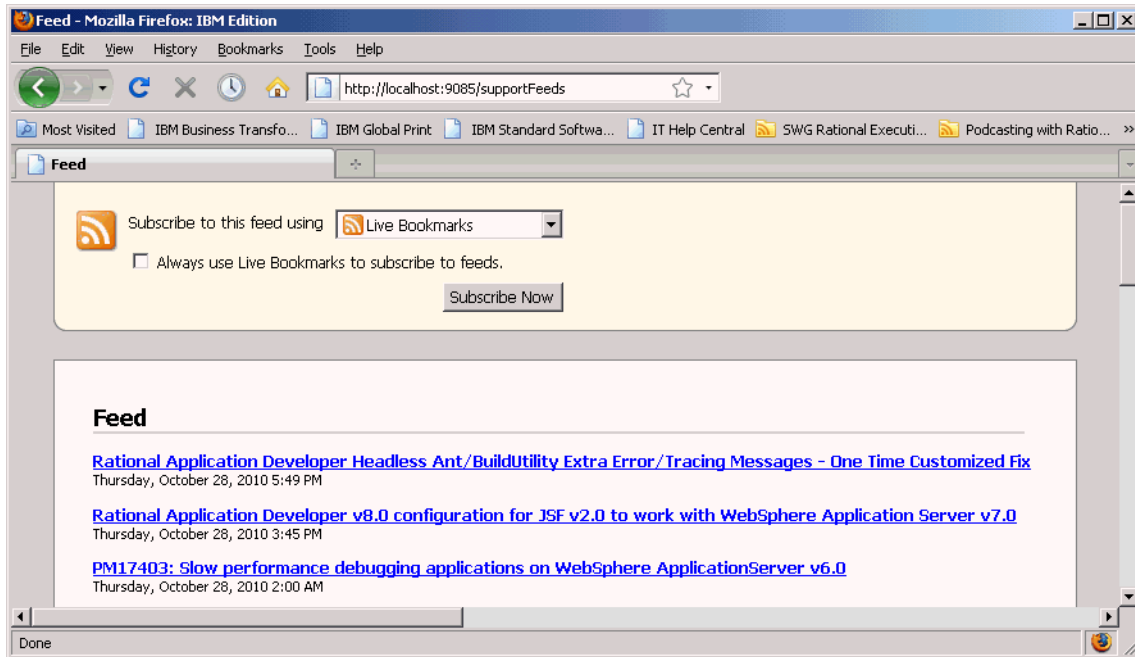 Feed - Mozilla Firefox: IBM Edition
File Edit View History Bookmarks Tools Help
http://localhost:9085/supportFeeds
Most Visited IBM Business Transfo... IBM Global Print IBM Standard Softwa... IT Help Central SWG Rational Executi... Podcasting with Ratio... »
Feed
Subscribe to this feed using Live Bookmarks
Always use Live Bookmarks to subscribe to feeds.
Subscribe Now
Feed
Rational Application Developer Headless Ant/BuildUtility Extra Error/Tracing Messages - One Time Customized Fix
Thursday, October 28, 2010 5:49 PM
Rational Application Developer v8.0 configuration for JSF v2.0 to work with WebSphere Application Server v7.0
Thursday, October 28, 2010 3:45 PM
PM17403: Slow performance debugging applications on WebSphere ApplicationServer v6.0
Thursday, October 28, 2010 2:00 AM
Done